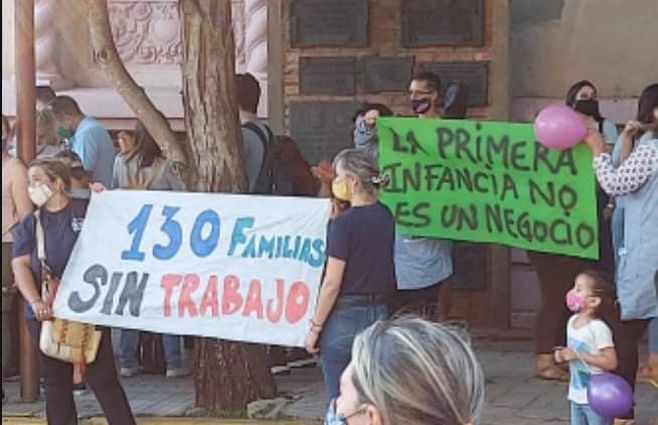 130 FAMILIAS
SIN TRABAJO
LA PRIMERA
INFANCIA NO
ES UN NEGOCIO